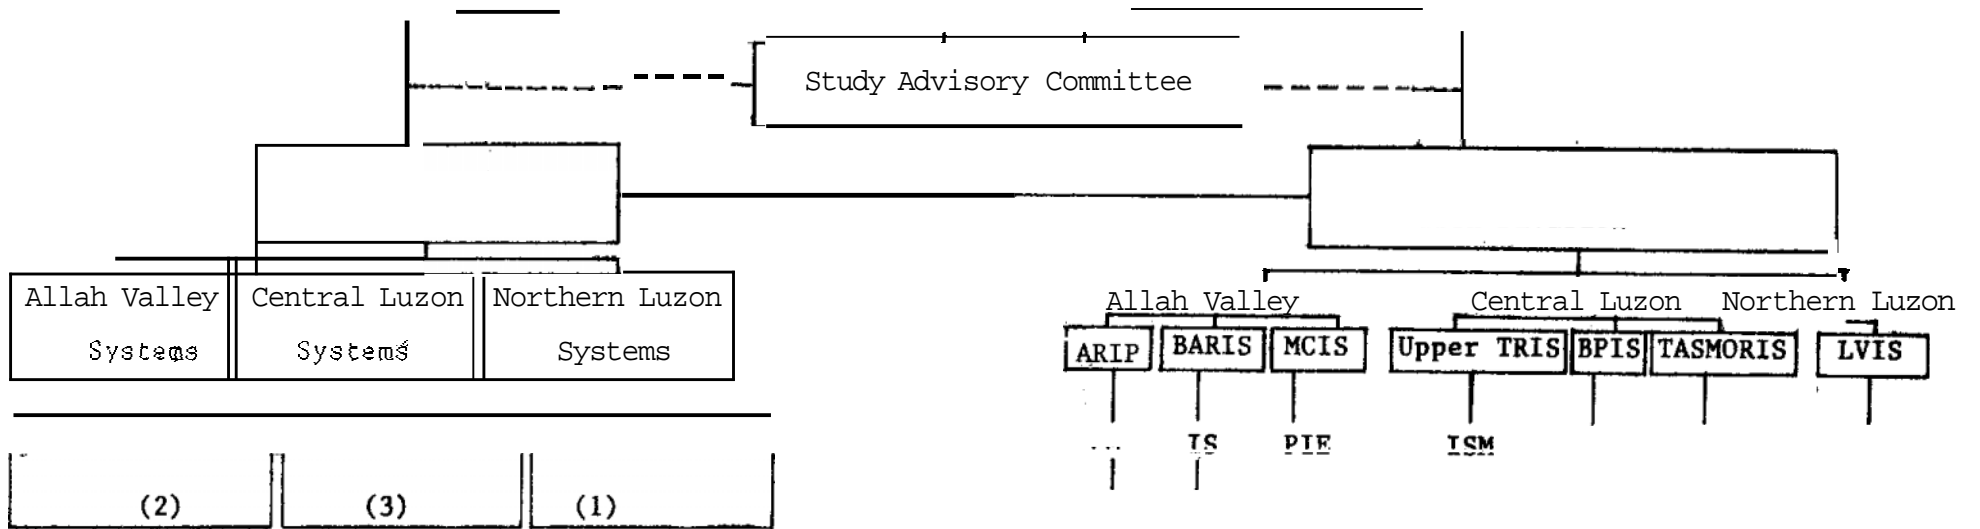 Study Advisory Committee
Allah Valley Systems
Central Luzon Systems
Northern Luzon Systems
(2) (3) (1)
Allah Valley Central Luzon Northern Luzon
ARIP BARIS MCIS Upper TRIS BPIS TASMORIS LVIS
IS PIE ISM